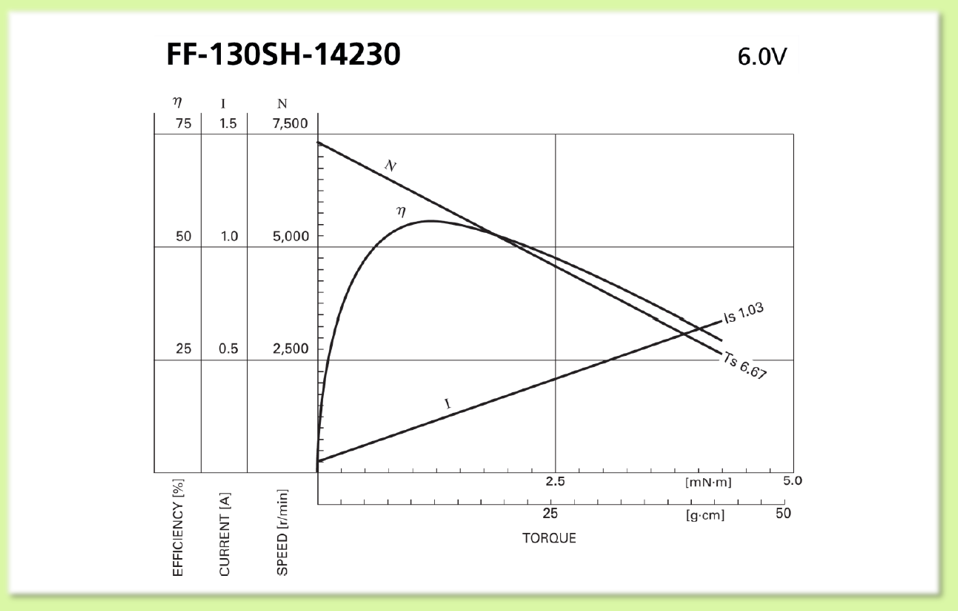 FF-130SH-14230 6.0V
η I N
75 1.5 7,500
N
η
50 1.0 5,000
Is 1.03
25 0.5 2,500
Ts 6.67
I
2.5 [mN·m] 5.0
25 [g·cm] 50
TORQUE
EFFICIENCY [%]
CURRENT [A]
SPEED [r/min]